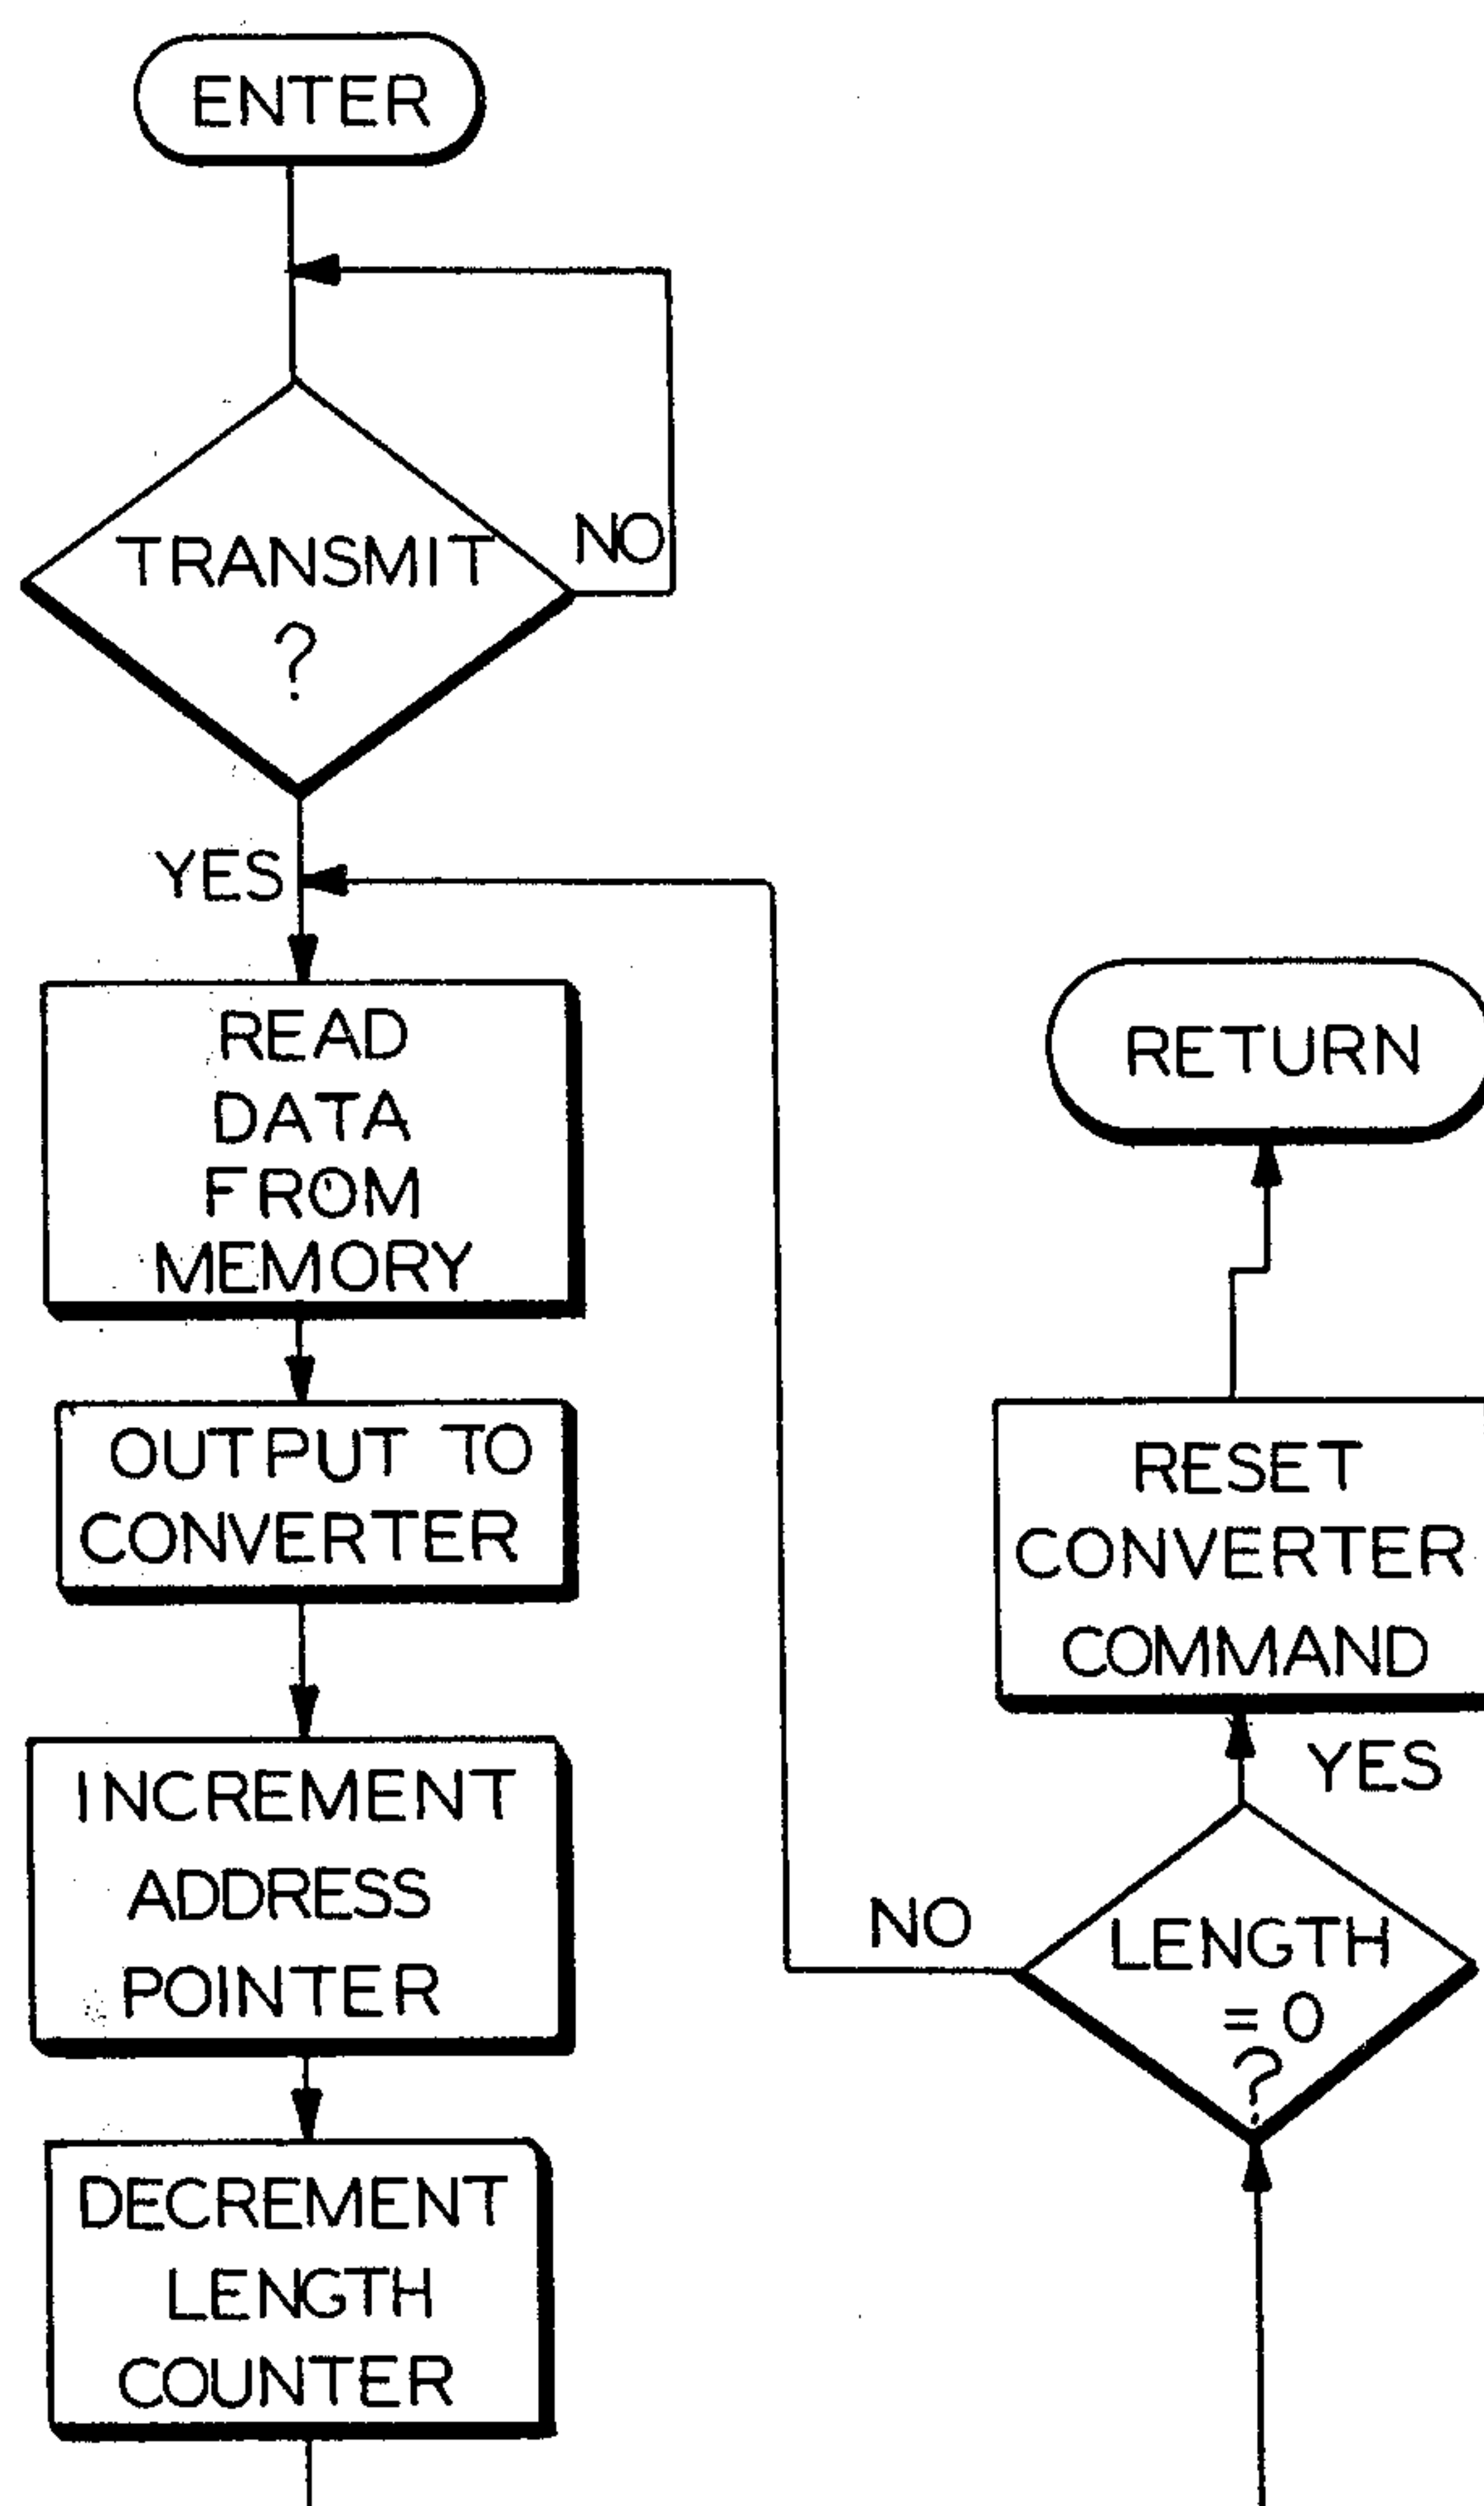 ENTER
TRANSMIT
?
NO
YES
READ
DATA
FROM
MEMORY
OUTPUT TO
CONVERTER
INCREMENT
ADDRESS
POINTER
DECREMENT
LENGTH
COUNTER
RETURN
RESET
CONVERTER
COMMAND
YES
NO
LENGTH
= 0
?